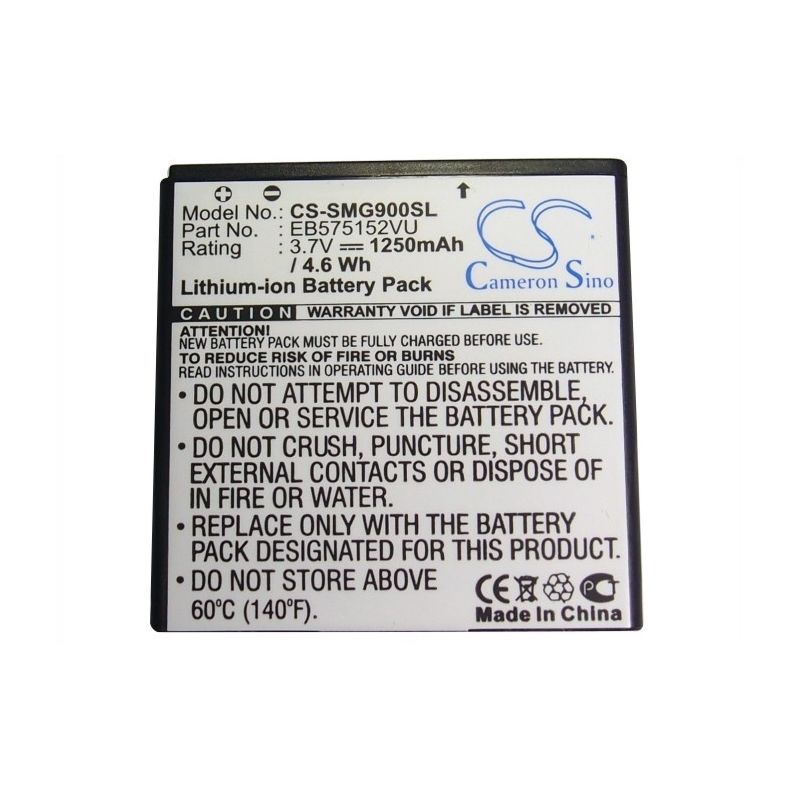 Model No.: CS-SMG900SL
Part No.: EB575152VU
Rating : 3.7V 1250mAh
/ 4.6 Wh
Lithium-ion Battery Pack
CS
Cameron Sino
CAUTION WARRANTY VOID IF LABEL IS REMOVED
ATTENTION!
NEW BATTERY PACK MUST BE FULLY CHARGED BEFORE USE.
TO REDUCE RISK OF FIRE OR BURNS
READ INSTRUCTIONS IN OPERATING GUIDE BEFORE USING OF THE BATTERY.
• DO NOT ATTEMPT TO DISASSEMBLE,
OPEN OR SERVICE THE BATTERY PACK.
• DO NOT CRUSH, PUNCTURE, SHORT
EXTERNAL CONTACTS OR DISPOSE OF
IN FIRE OR WATER.
• REPLACE ONLY WITH THE BATTERY
PACK DESIGNATED FOR THIS PRODUCT.
• DO NOT STORE ABOVE
60°C (140°F).
CE
Made In China